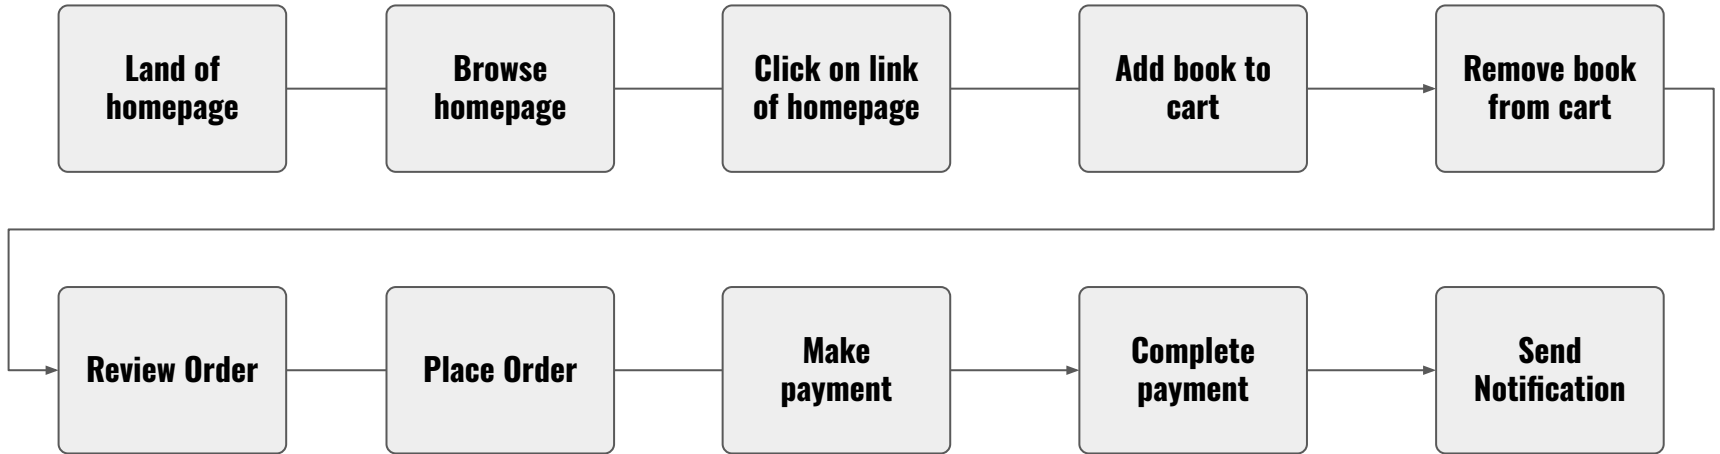 Land of
homepage
Browse
homepage
Click on link
of homepage
Add book to
cart
Remove book
from cart
Review Order
Place Order
Make
payment
Complete
payment
Send
Notification